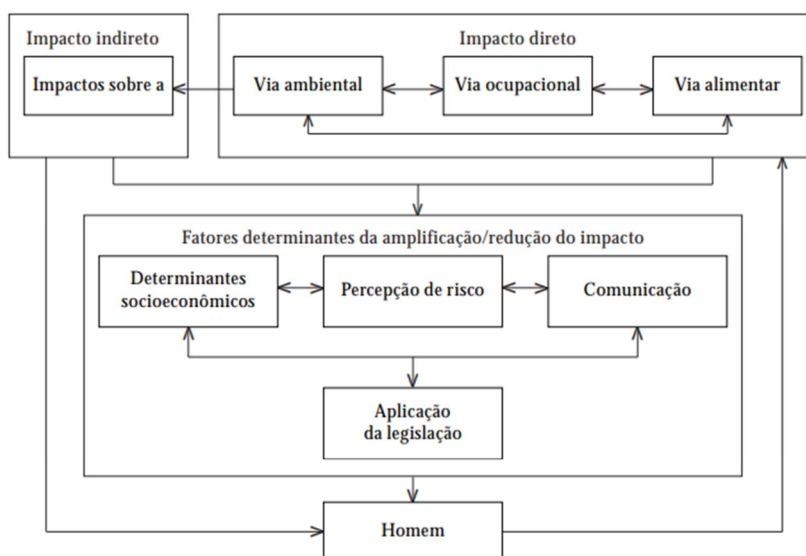 Impacto indireto
Impacto direto
Impactos sobre a
Via ambiental
Via ocupacional
Via alimentar
Fatores determinantes da amplificação/redução do impacto
Determinantes
socioeconômicos
Percepção de risco
Comunicação
Aplicação
da legislação
Homem